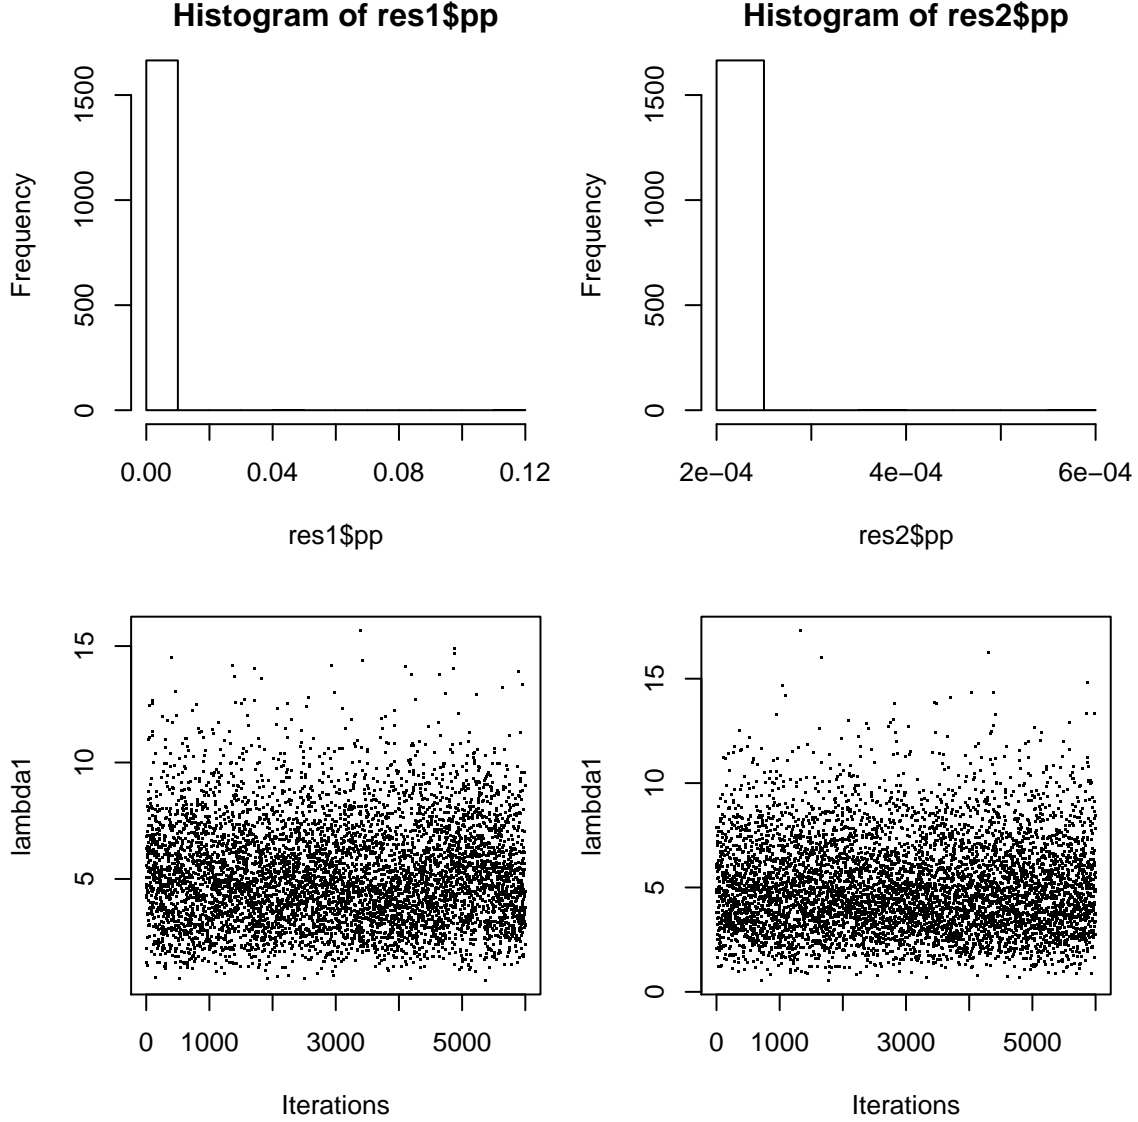 Histogram of res1$pp
Frequency
0 500 1000 1500
0.00 0.04 0.08 0.12
res1$pp
Histogram of res2$pp
Frequency
0 500 1000 1500
2e−04 4e−04 6e−04
res2$pp
lambda1
5 10 15
0 1000 3000 5000
Iterations
lambda1
0 5 10 15
0 1000 3000 5000
Iterations